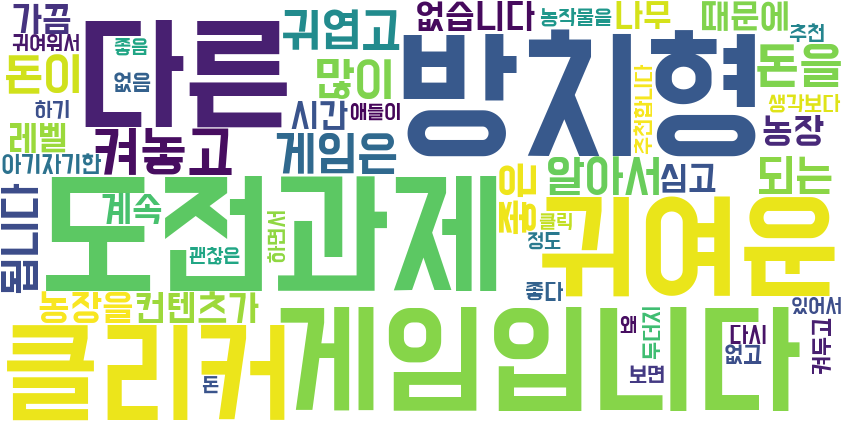 가끔
귀여워서
좋음
없음
돈이
하기
레벨
아기자기한
다른
귀엽고
많이
시간
애들이
켜놓고
게임은
없습니다
농작물을
나무
때문에
추천
방치형
추천합니다
돈을
생각보다
농장
됩니다
계속
도전과제
괜찮은
하면서
좋은
알아서
심고
되는
클릭
정도
귀여운
좋다
농장을
컨텐츠가
클리커
돈
게임입니다
왜
두더지
보면
다시
없고
있어서
켜두고